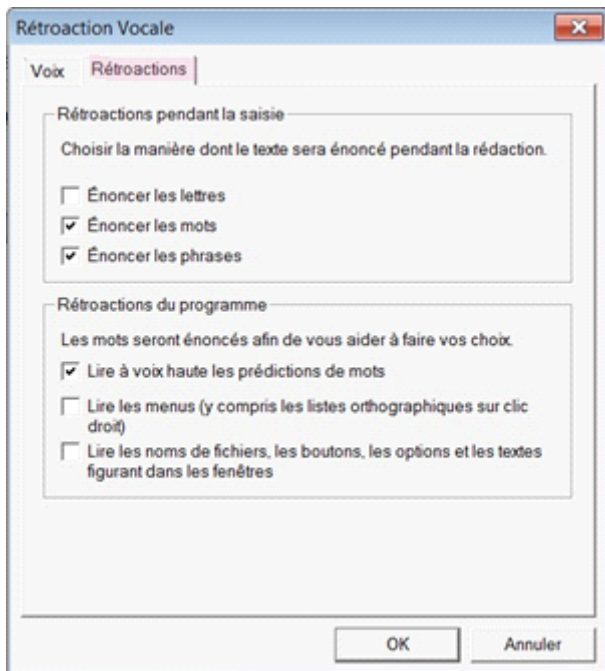 Rétroaction Vocale
Voix
Rétroactions
Rétroactions pendant la saisie
Choisir la manière dont le texte sera énoncé pendant la rédaction.
Énoncer les lettres
Énoncer les mots
Énoncer les phrases
Rétroactions du programme
Les mots seront énoncés afin de vous aider à faire vos choix.
Lire à voix haute les prédictions de mots
Lire les menus (y compris les listes orthographiques sur clic
droit)
Lire les noms de fichiers, les boutons, les options et les textes
figurant dans les fenêtres
OK
Annuler